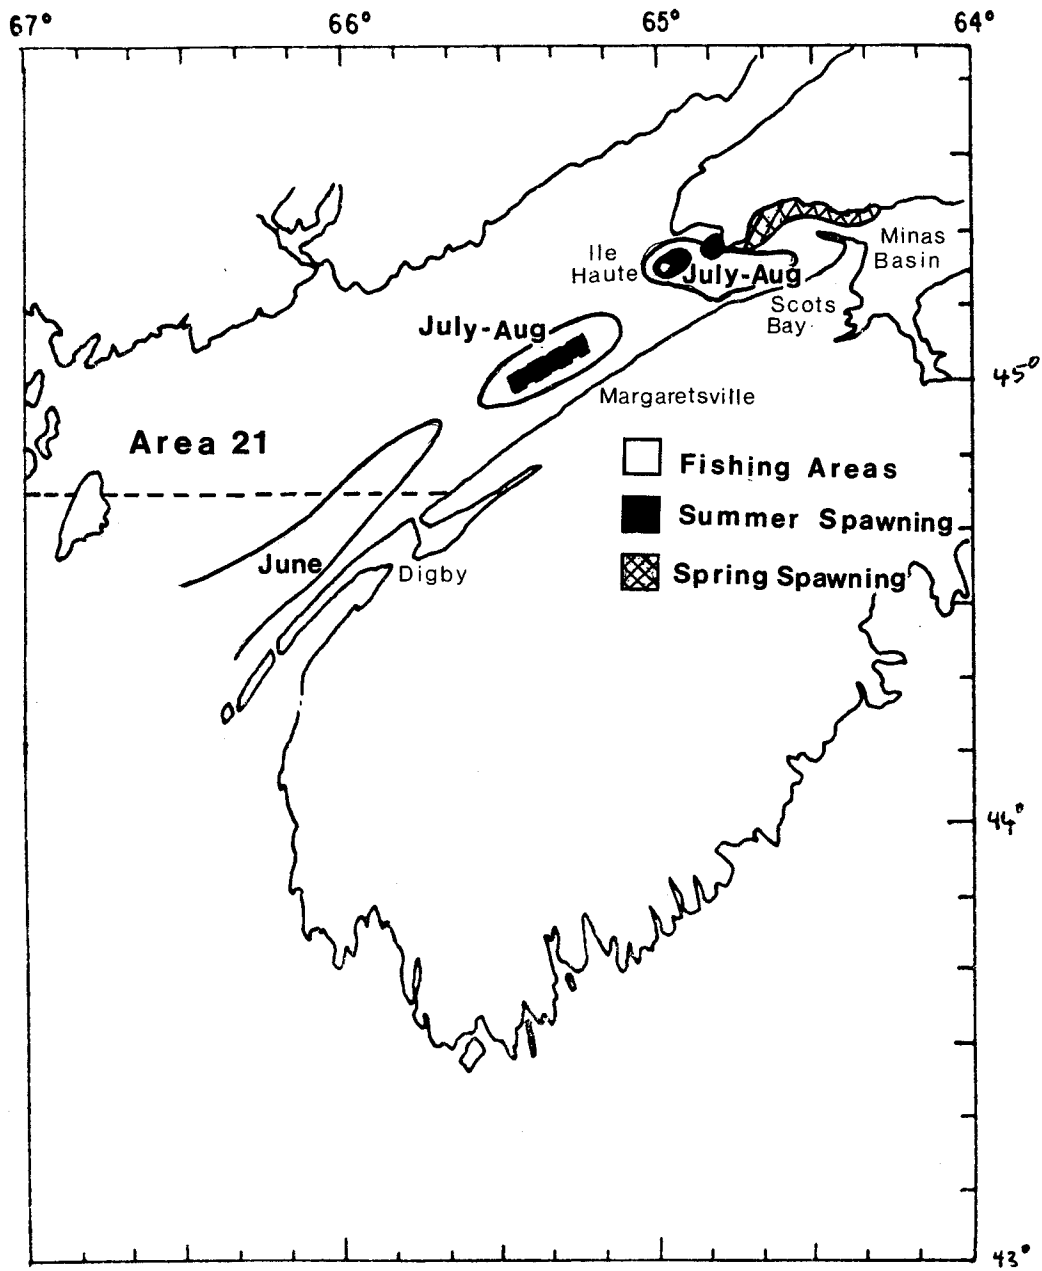 67° 66° 65° 64°
Minas
Basin
Ile
Haute
July-Aug
Scots
Bay
July-Aug
45°
Margaretsville
Area 21
Fishing Areas
Summer Spawning
June
Digby
Spring Spawning
44°
43°